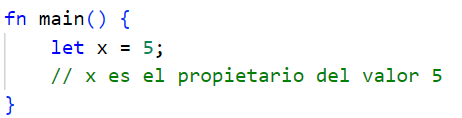 fn main() {
    let x = 5;
    // x es el propietario del valor 5
}